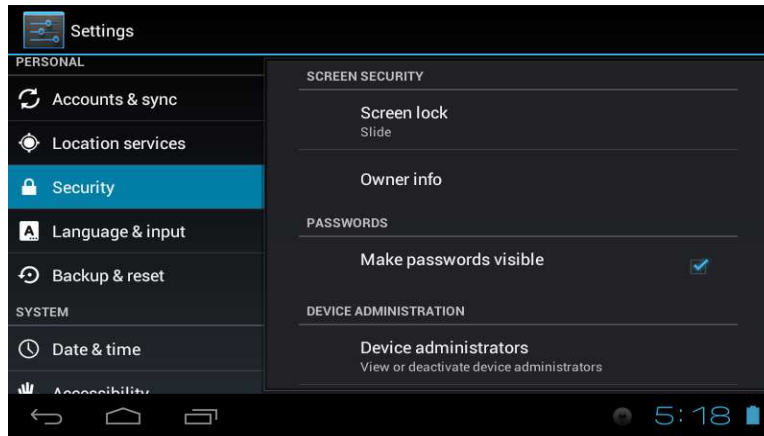 Settings
PERSONAL
Accounts & sync
Location services
Security
Language & input
Backup & reset
SYSTEM
Date & time
Accessibility
SCREEN SECURITY
Screen lock
Slide
Owner info
PASSWORDS
Make passwords visible
DEVICE ADMINISTRATION
Device administrators
View or deactivate device administrators
5:18